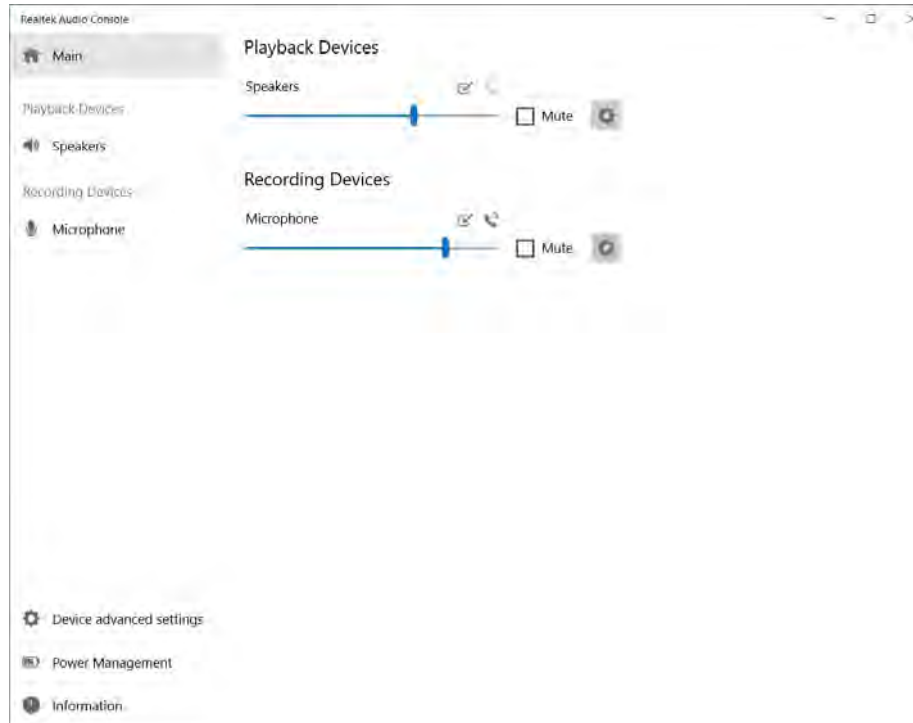 Realtek Audio Console
Main
Playback Devices
Speakers
Recording Devices
Microphone
Device advanced settings
Power Management
Information
Playback Devices
Speakers
Mute
Recording Devices
Microphone
Mute